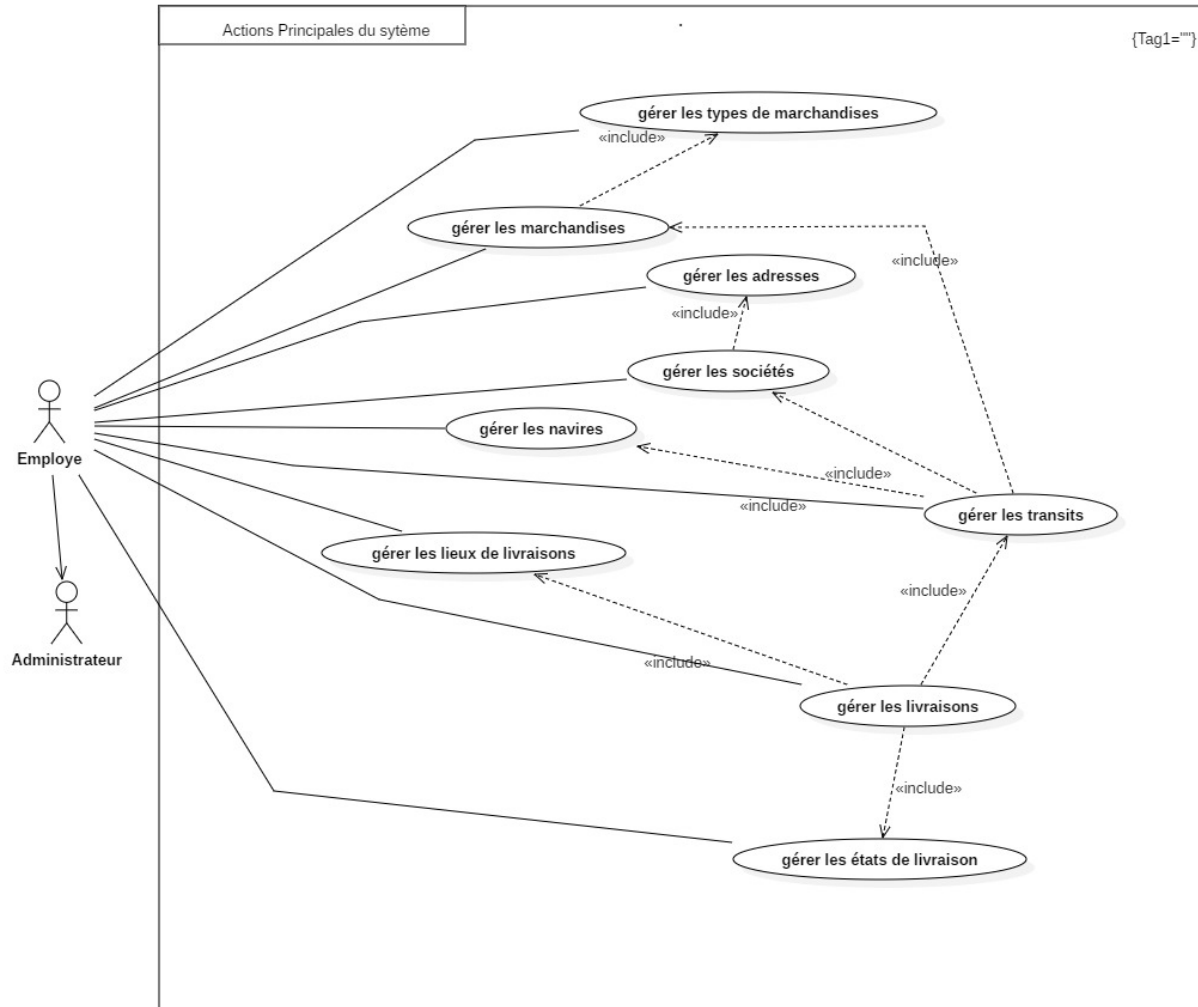 Actions Principales du sytème
{Tag1=""}
gérer les types de marchandises
«include»
gérer les marchandises
«include»
gérer les adresses
«include»
gérer les sociétés
gérer les navires
Employe
«include»
«include»
gérer les transits
gérer les lieux de livraisons
«include»
Administrateur
«include»
gérer les livraisons
«include»
gérer les états de livraison